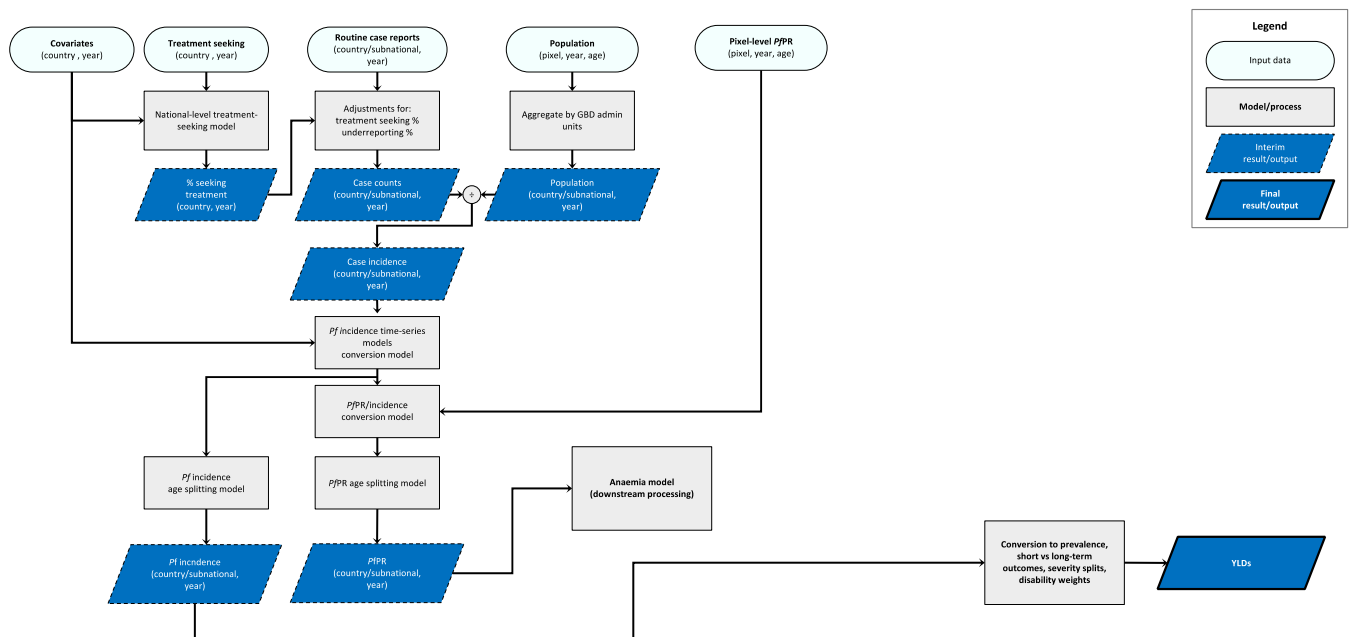 Covariates
(country , year)
Treatment seeking
(country , year)
Routine case reports
(country/subnational,
year)
Population
(pixel, year, age)
Pixel-level PfPR
(pixel, year, age)
Legend
Input data
Model/process
Interim
result/output
Final
result/output
National-level treatment-
seeking model
Adjustments for:
treatment seeking %
underreporting %
Aggregate by GBD admin
units
% seeking
treatment
(country, year)
Case counts
(country/subnational,
year)
÷
Population
(country/subnational,
year)
Case incidence
(country/subnational,
year)
Pf incidence time-series
models
conversion model
PfPR/incidence
conversion model
Pf incidence
age splitting model
PfPR age splitting model
Anaemia model
(downstream processing)
Pf incndence
(country/subnational,
year)
PfPR
(country/subnational,
year)
Conversion to prevalence,
short vs long-term
outcomes, severity splits,
disability weights
YLDs